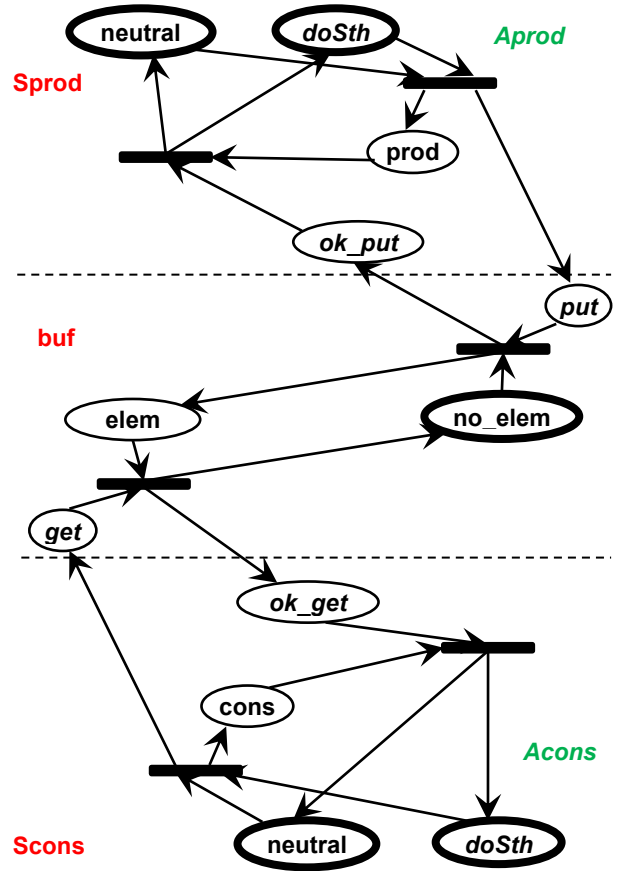 neutral
doSth
Aprod
Sprod
prod
ok_put
put
buf
elem
no_elem
get
ok_get
cons
Acons
Scons
neutral
doSth